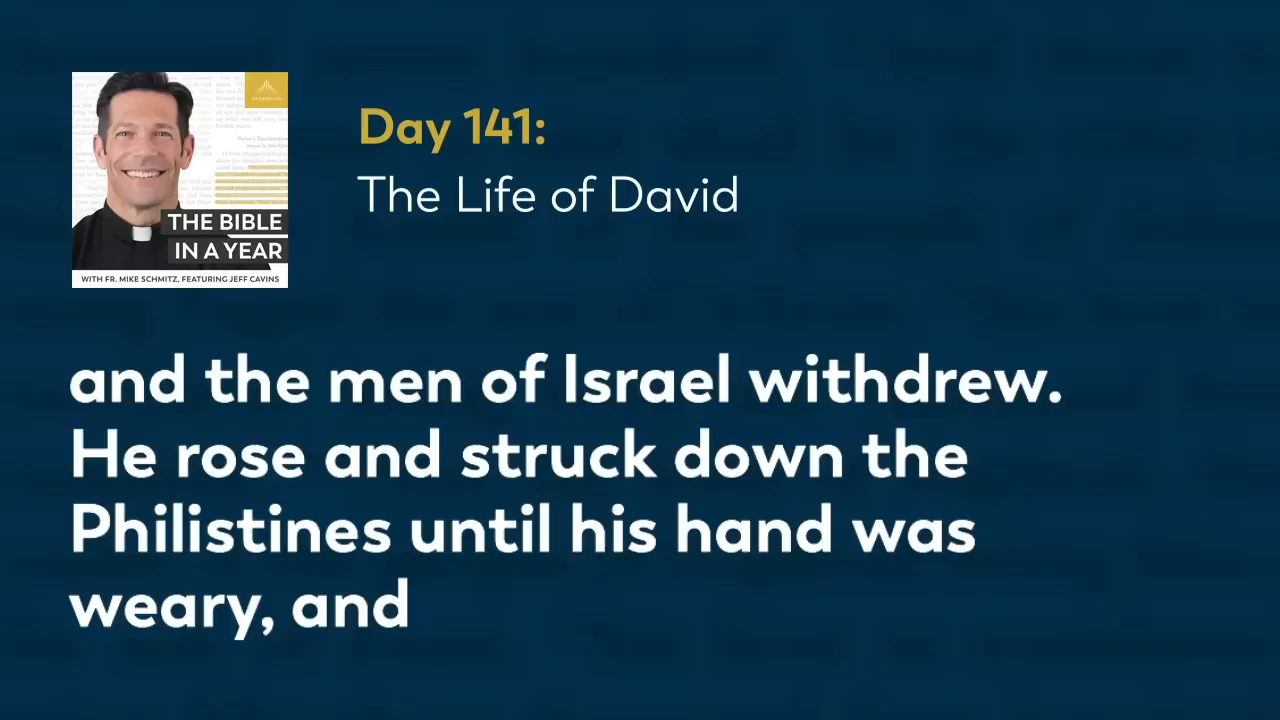 THE BIBLE
IN A YEAR
WITH FR. MIKE SCHMITZ, FEATURING JEFF CAVINS
Day 141:
The Life of David
and the men of Israel withdrew.
He rose and struck down the
Philistines until his hand was
weary, and